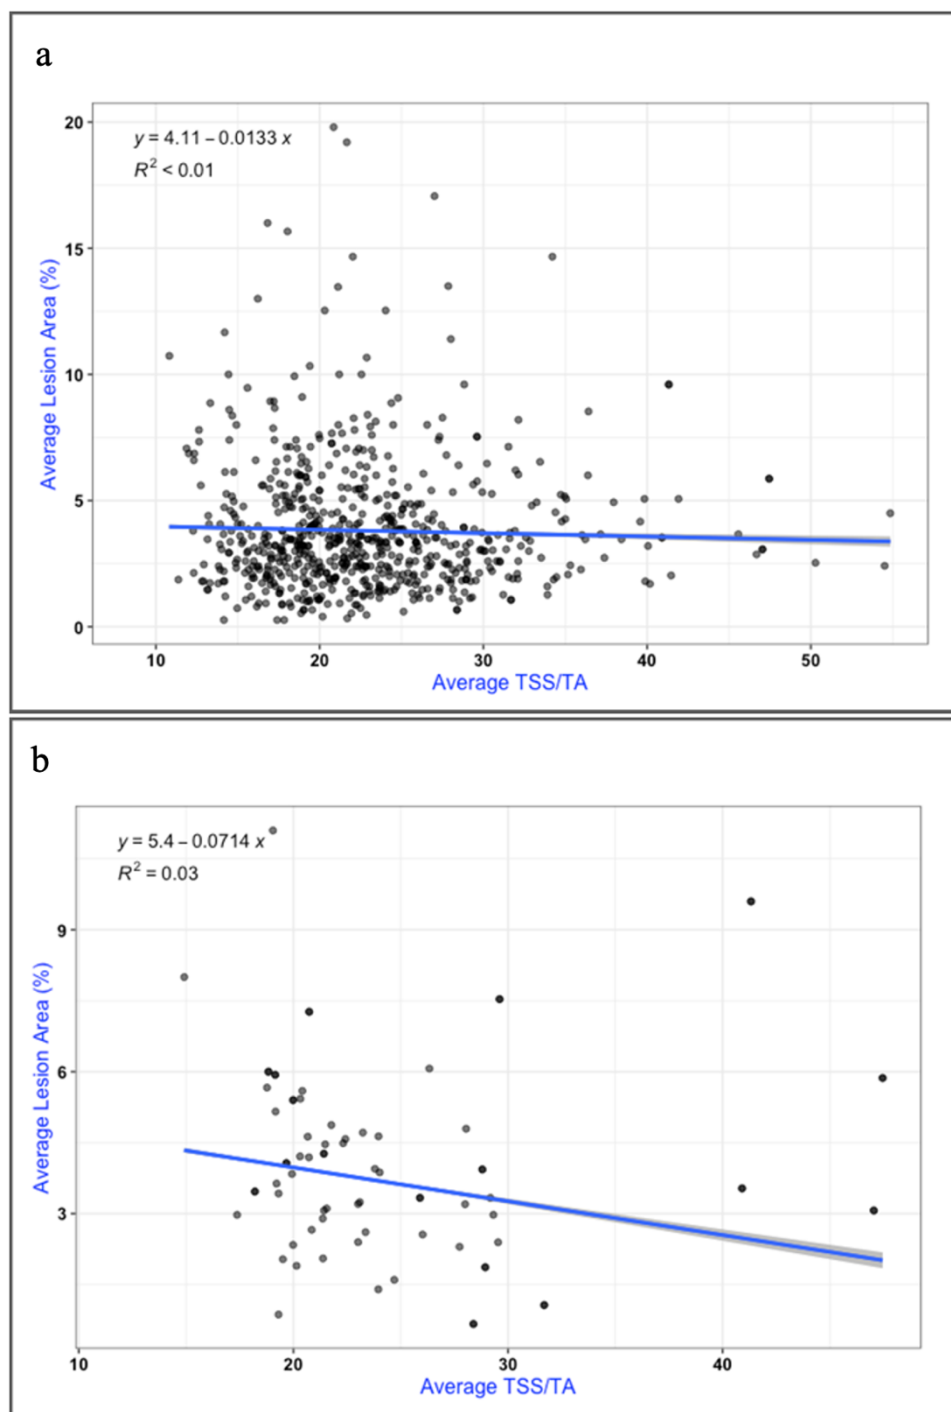 a
20
y = 4.11 – 0.0133 x
R² < 0.01
15
10
5
0
Average Lesion Area (%)
10 20 30 40 50
Average TSS/TA
b
y = 5.4 – 0.0714 x
R² = 0.03
9
6
3
Average Lesion Area (%)
10 20 30 40
Average TSS/TA